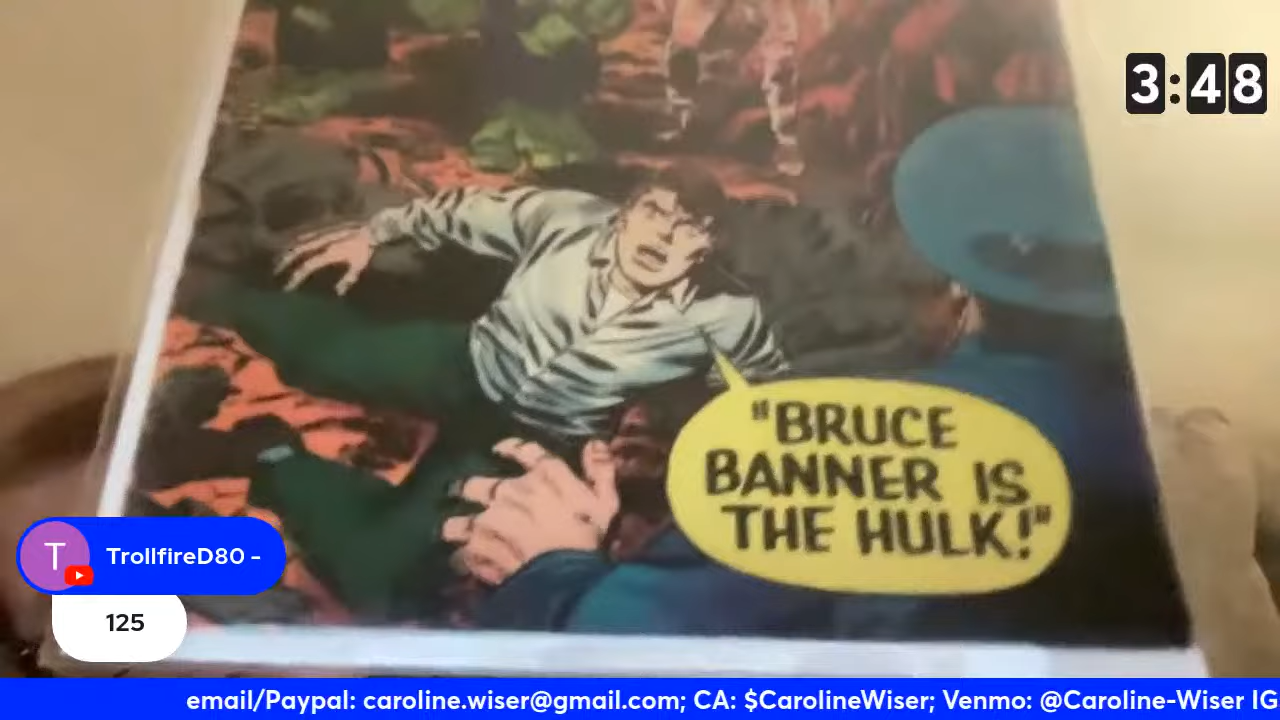 3:48
"BRUCE
BANNER IS
THE HULK!"
T
TrollfireD80 -
125
email/Paypal: caroline.wiser@gmail.com; CA: $CarolineWiser; Venmo: @Caroline-Wiser IG